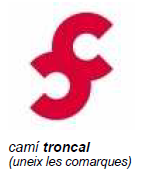 camí troncal
(uneix les comarques)